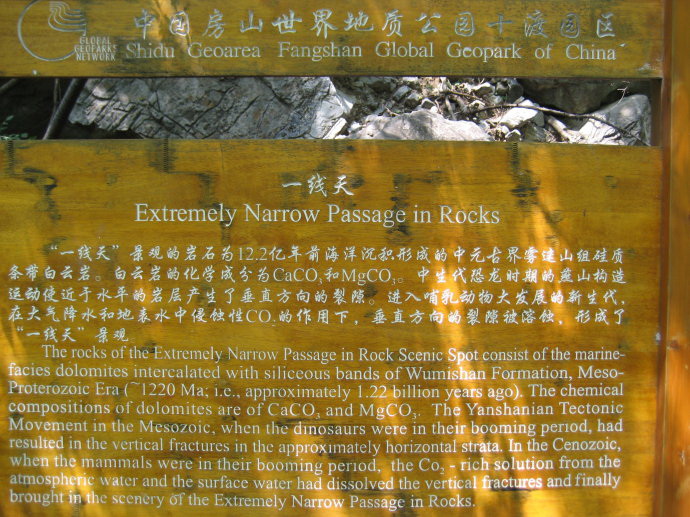 GLOBAL
GEOPARKS
NETWORK
中国房山世界地质公园十渡园区
Shidu Geoarea Fangshan Global Geopark of China
一线天
Extremely Narrow Passage in Rocks
“一线天”景观的岩石为12.2亿年前海洋沉积形成的中元古界雾迷山组硅质
条带白云岩。白云岩的化学成分为CaCO₃和MgCO₃。中生代恐龙时期的燕山构造
运动使近于水平的岩层产生了垂直方向的裂隙。进入哺乳动物大发展的新生代，
在大气降水和地表水中侵蚀性CO₂的作用下，垂直方向的裂隙被溶蚀，形成了
“一线天”景观
The rocks of the Extremely Narrow Passage in Rock Scenic Spot consist of the marine-
facies dolomites intercalated with siliceous bands of Wumishan Formation, Meso-
Proterozoic Era (~1220 Ma; i.e., approximately 1.22 billion years ago). The chemical
compositions of dolomites are of CaCO₃ and MgCO₃. The Yanshanian Tectonic
Movement in the Mesozoic, when the dinosaurs were in their booming period, had
resulted in the vertical fractures in the approximately horizontal strata. In the Cenozoic,
when the mammals were in their booming period, the Co₂ - rich solution from the
atmospheric water and the surface water had dissolved the vertical fractures and finally
brought in the scenery of the Extremely Narrow Passage in Rocks.